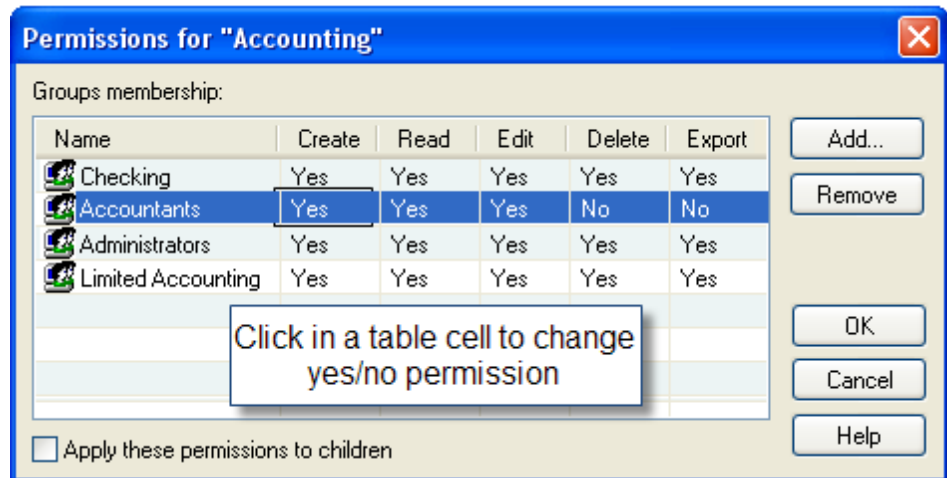 Permissions for "Accounting"
Groups membership:
Name Create Read Edit Delete Export
Checking Yes Yes Yes Yes Yes
Accountants Yes Yes Yes No No
Administrators Yes Yes Yes Yes Yes
Limited Accounting Yes Yes Yes Yes Yes
Click in a table cell to change
yes/no permission
Apply these permissions to children
Add...
Remove
OK
Cancel
Help